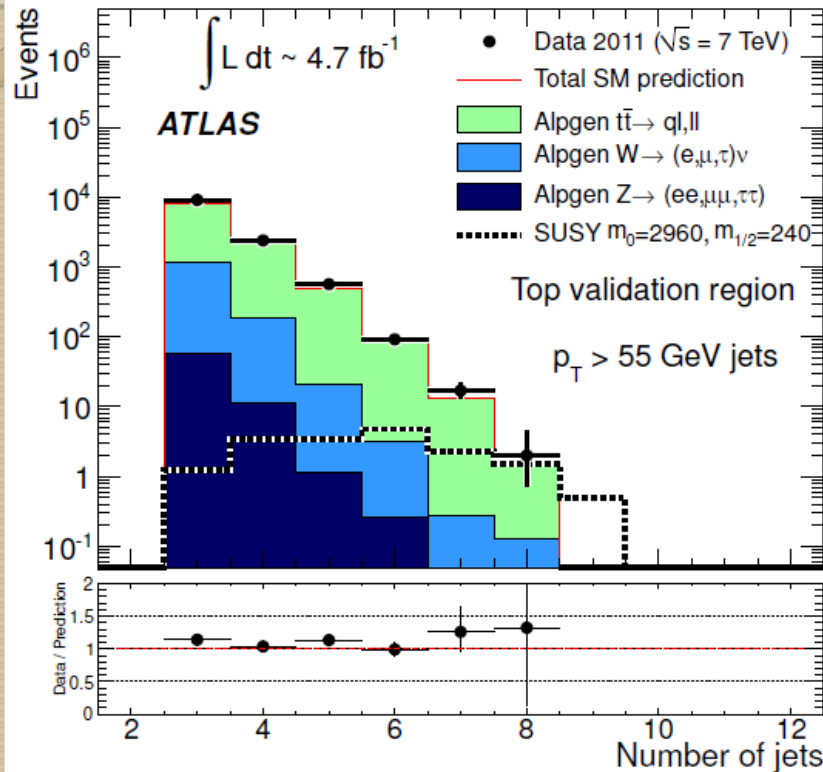 Events
∫ L dt ~ 4.7 fb⁻¹
ATLAS
Data 2011 (√s = 7 TeV)
Total SM prediction
Alpgen tt̄→ ql,ll
Alpgen W→ (e,μ,τ)ν
Alpgen Z→ (ee,μμ,ττ)
SUSY m₀=2960, m₁/₂=240
Top validation region
p_T > 55 GeV jets
10⁶
10⁵
10⁴
10³
10²
10
1
10⁻¹
Data / Prediction
2
1.5
1
0.5
0
2 4 6 8 10 12
Number of jets